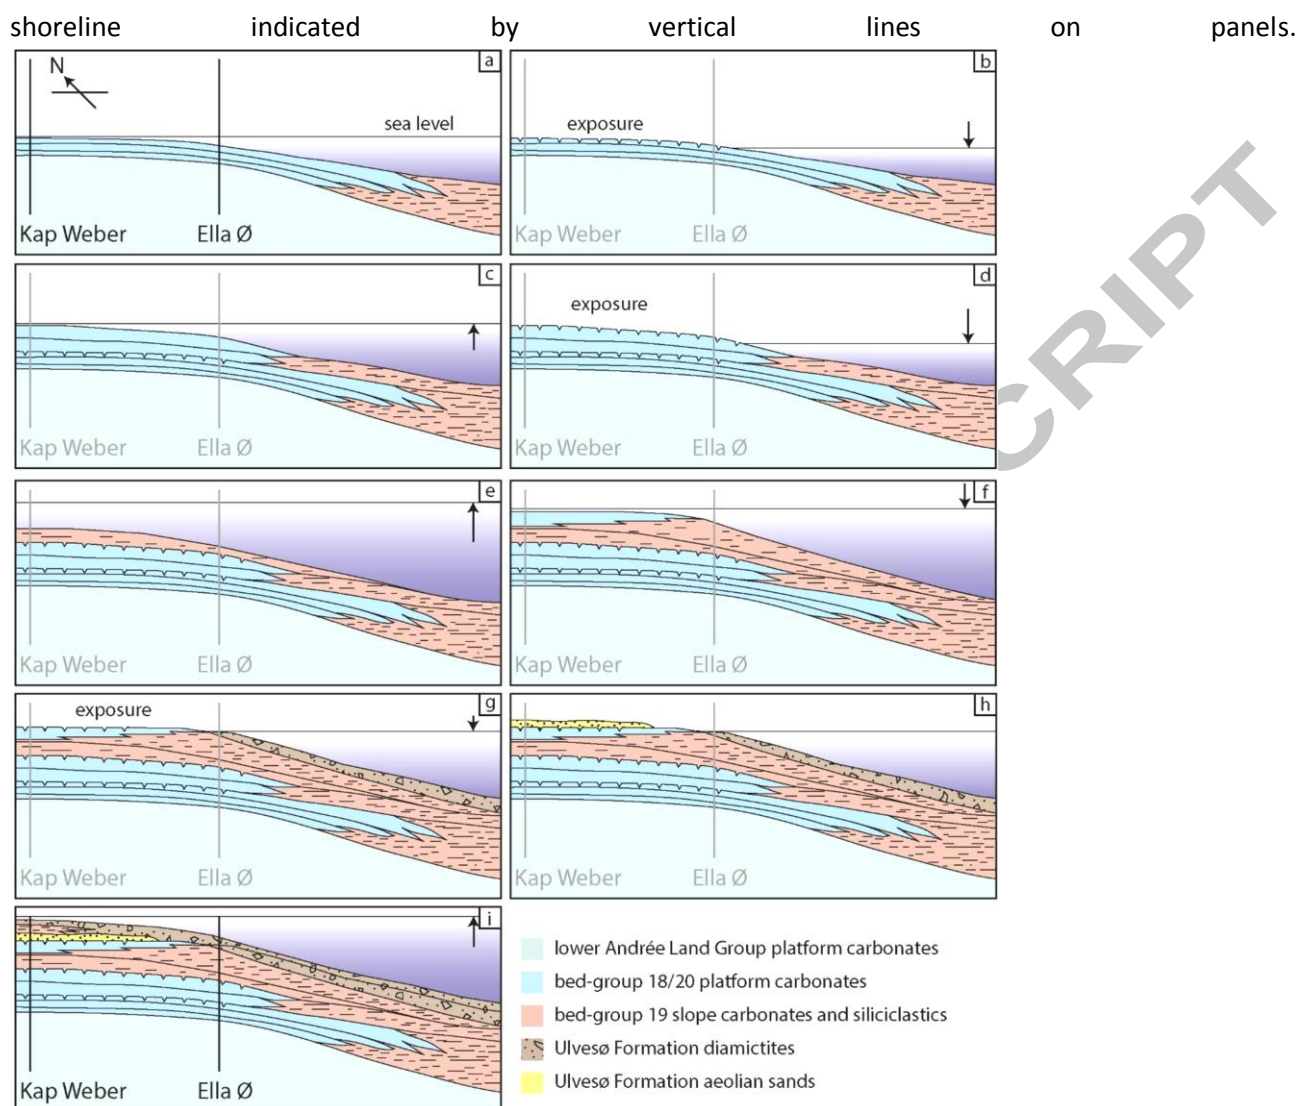 shoreline indicated by vertical lines on panels.
a
N
sea level
Kap Weber Ella Ø
b
exposure
Kap Weber Ella Ø
c
Kap Weber Ella Ø
d
exposure
Kap Weber Ella Ø
e
Kap Weber Ella Ø
f
Kap Weber Ella Ø
g
exposure
Kap Weber Ella Ø
h
Kap Weber Ella Ø
i
Kap Weber Ella Ø
lower Andrée Land Group platform carbonates
bed-group 18/20 platform carbonates
bed-group 19 slope carbonates and siliciclastics
Ulvesø Formation diamictites
Ulvesø Formation aeolian sands
CRIPT